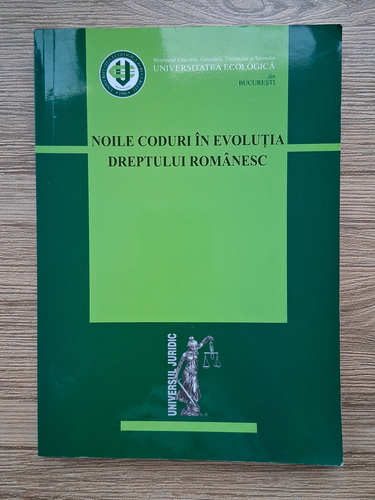 Ministerul Educației, Cercetării, Tineretului și Sportului
UNIVERSITATEA ECOLOGICĂ
din
BUCUREȘTI
NOILE CODURI ÎN EVOLUȚIA
DREPTULUI ROMÂNESC
UNIVERSUL JURIDIC